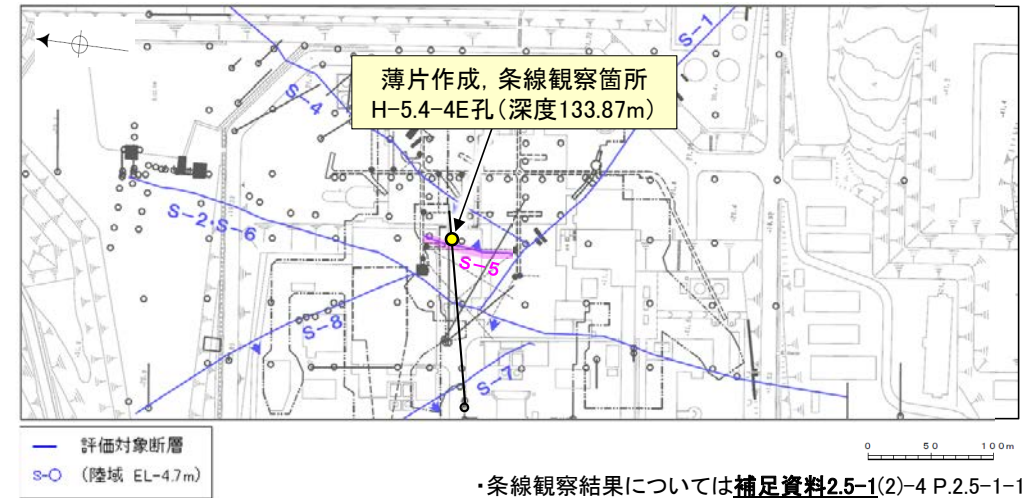 S-1
薄片作成, 条線観察箇所
H-5.4-4E孔(深度133.87m)
S-4
S-2・S-6
S-5
S-8
S-7
評価対象断層
S-○ (陸域 EL-4.7m)
0 50 100m
・条線観察結果については補足資料2.5-1(2)-4 P.2.5-1-1